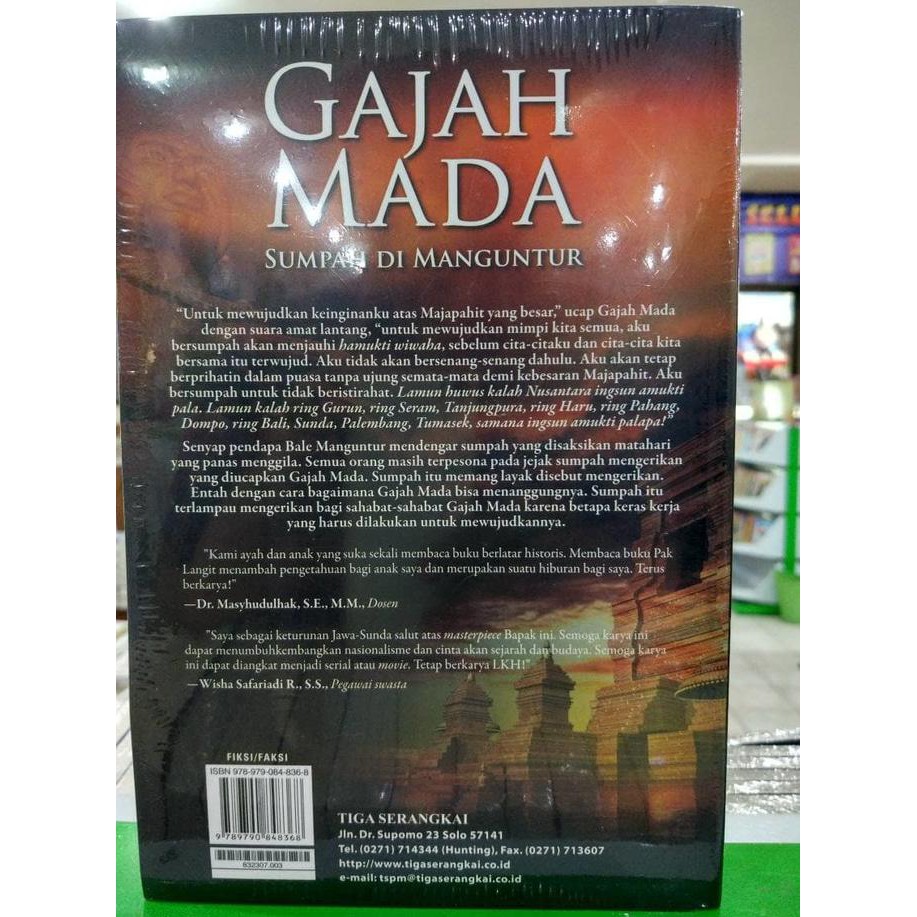 GAJAH
MADA
SUMPAH DI MANGUNTUR
“Untuk mewujudkan keinginanku atas Majapahit yang besar,” ucap Gajah Mada
dengan suara amat lantang, “untuk mewujudkan mimpi kita semua, aku
bersumpah akan menjauhi hamukti wiwaha, sebelum cita-citaku dan cita-cita kita
bersama itu terwujud. Aku tidak akan bersenang-senang dahulu. Aku akan tetap
berprihatin dalam puasa tanpa ujung semata-mata demi kebesaran Majapahit. Aku
bersumpah untuk tidak beristirahat. Lamun huwus kalah Nusantara ingsun amukti
pala. Lamun kalah ring Gurun, ring Seram, Tanjungpura, ring Haru, ring Pahang,
Dompo, ring Bali, Sunda, Palembang, Tumasek, samana ingsun amukti palapa!”
Senyap pendapa Bale Manguntur mendengar sumpah yang disaksikan matahari
yang panas menggila. Semua orang masih terpesona pada jejak sumpah mengerikan
yang diucapkan Gajah Mada. Sumpah itu memang layak disebut mengerikan.
Entah dengan cara bagaimana Gajah Mada bisa menanggungnya. Sumpah itu
terlampau mengerikan bagi sahabat-sahabat Gajah Mada karena betapa keras kerja
yang harus dilakukan untuk mewujudkannya.
"Kami ayah dan anak yang suka sekali membaca buku berlatar historis. Membaca buku Pak
Langit menambah pengetahuan bagi anak saya dan merupakan suatu hiburan bagi saya. Terus
berkarya!"
—Dr. Masyhudulhak, S.E., M.M., Dosen
"Saya sebagai keturunan Jawa-Sunda salut atas masterpiece Bapak ini. Semoga karya ini
dapat menumbuhkembangkan nasionalisme dan cinta akan sejarah dan budaya. Semoga karya
ini dapat diangkat menjadi serial atau movie. Tetap berkarya LKH!"
—Wisha Safariadi R., S.S., Pegawai swasta
FIKSI/FAKSI
ISBN 978-979-084-836-8
9 789790 848368
832307.003
TIGA SERANGKAI
Jln. Dr. Supomo 23 Solo 57141
Tel. (0271) 714344 (Hunting), Fax. (0271) 713607
http://www.tigaserangkai.co.id
e-mail: tspm@tigaserangkai.co.id